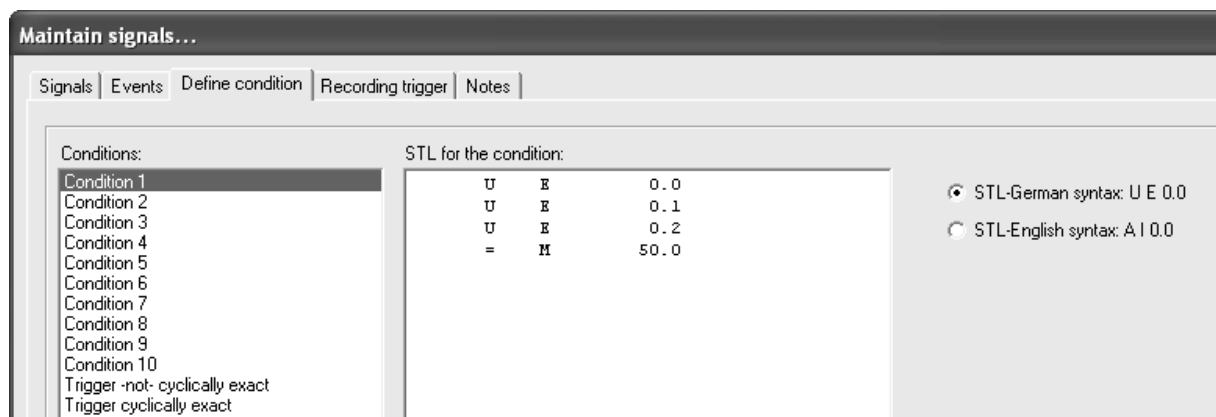 Maintain signals...
Signals Events Define condition Recording trigger Notes
Conditions:
Condition 1
Condition 2
Condition 3
Condition 4
Condition 5
Condition 6
Condition 7
Condition 8
Condition 9
Condition 10
Trigger -not- cyclically exact
Trigger cyclically exact
STL for the condition:
U E 0.0
U E 0.1
U E 0.2
= M 50.0
STL-German syntax: U E 0.0
STL-English syntax: A I 0.0